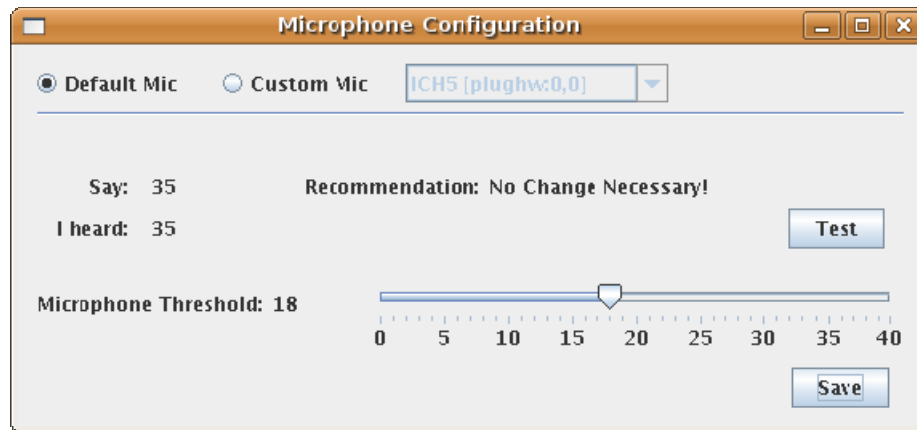 Microphone Configuration
Default Mic Custom Mic ICH5 [plughw:0,0]
Say: 35 Recommendation: No Change Necessary!
I heard: 35
Test
Microphone Threshold: 18
0 5 10 15 20 25 30 35 40
Save